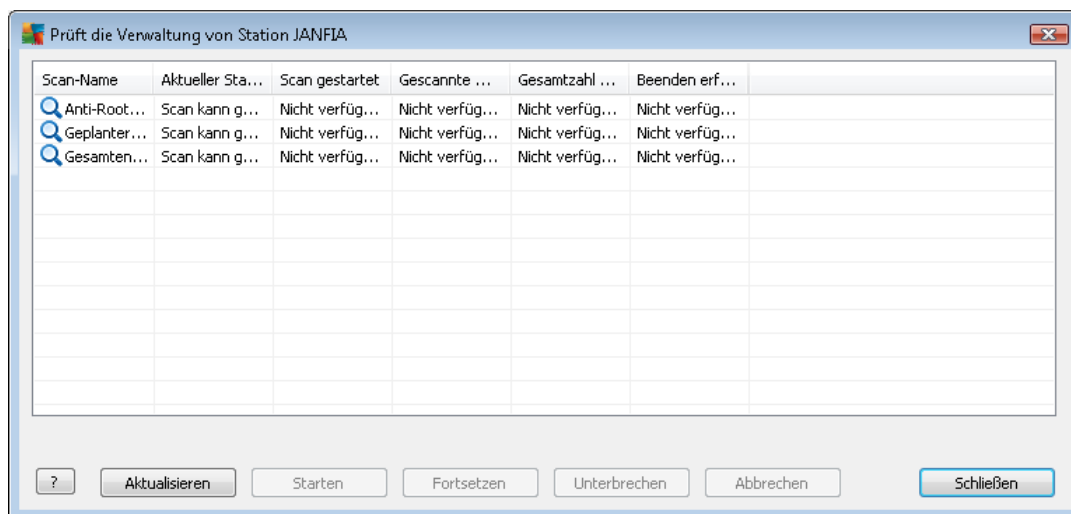 Prüft die Verwaltung von Station JANFIA
Scan-Name Aktueller Sta... Scan gestartet Gescannte ... Gesamtzahl ... Beenden erf...
Anti-Root... Scan kann g... Nicht verfüg... Nicht verfüg... Nicht verfüg... Nicht verfüg...
Geplanter... Scan kann g... Nicht verfüg... Nicht verfüg... Nicht verfüg... Nicht verfüg...
Gesamten... Scan kann g... Nicht verfüg... Nicht verfüg... Nicht verfüg... Nicht verfüg...
? Aktualisieren Starten Fortsetzen Unterbrechen Abbrechen Schließen